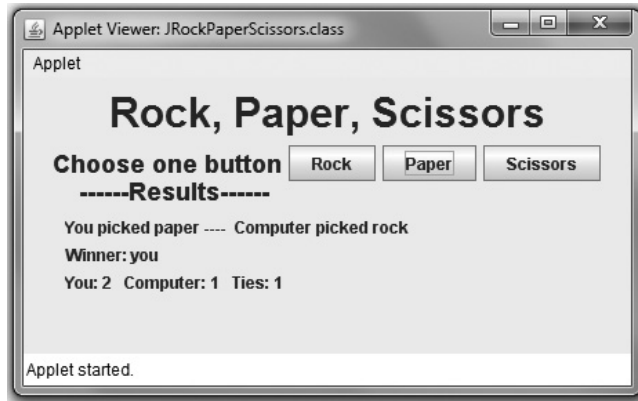 Applet Viewer: JRockPaperScissors.class
Applet
Rock, Paper, Scissors
Choose one button Rock Paper Scissors
------Results------
You picked paper ---- Computer picked rock
Winner: you
You: 2 Computer: 1 Ties: 1
Applet started.